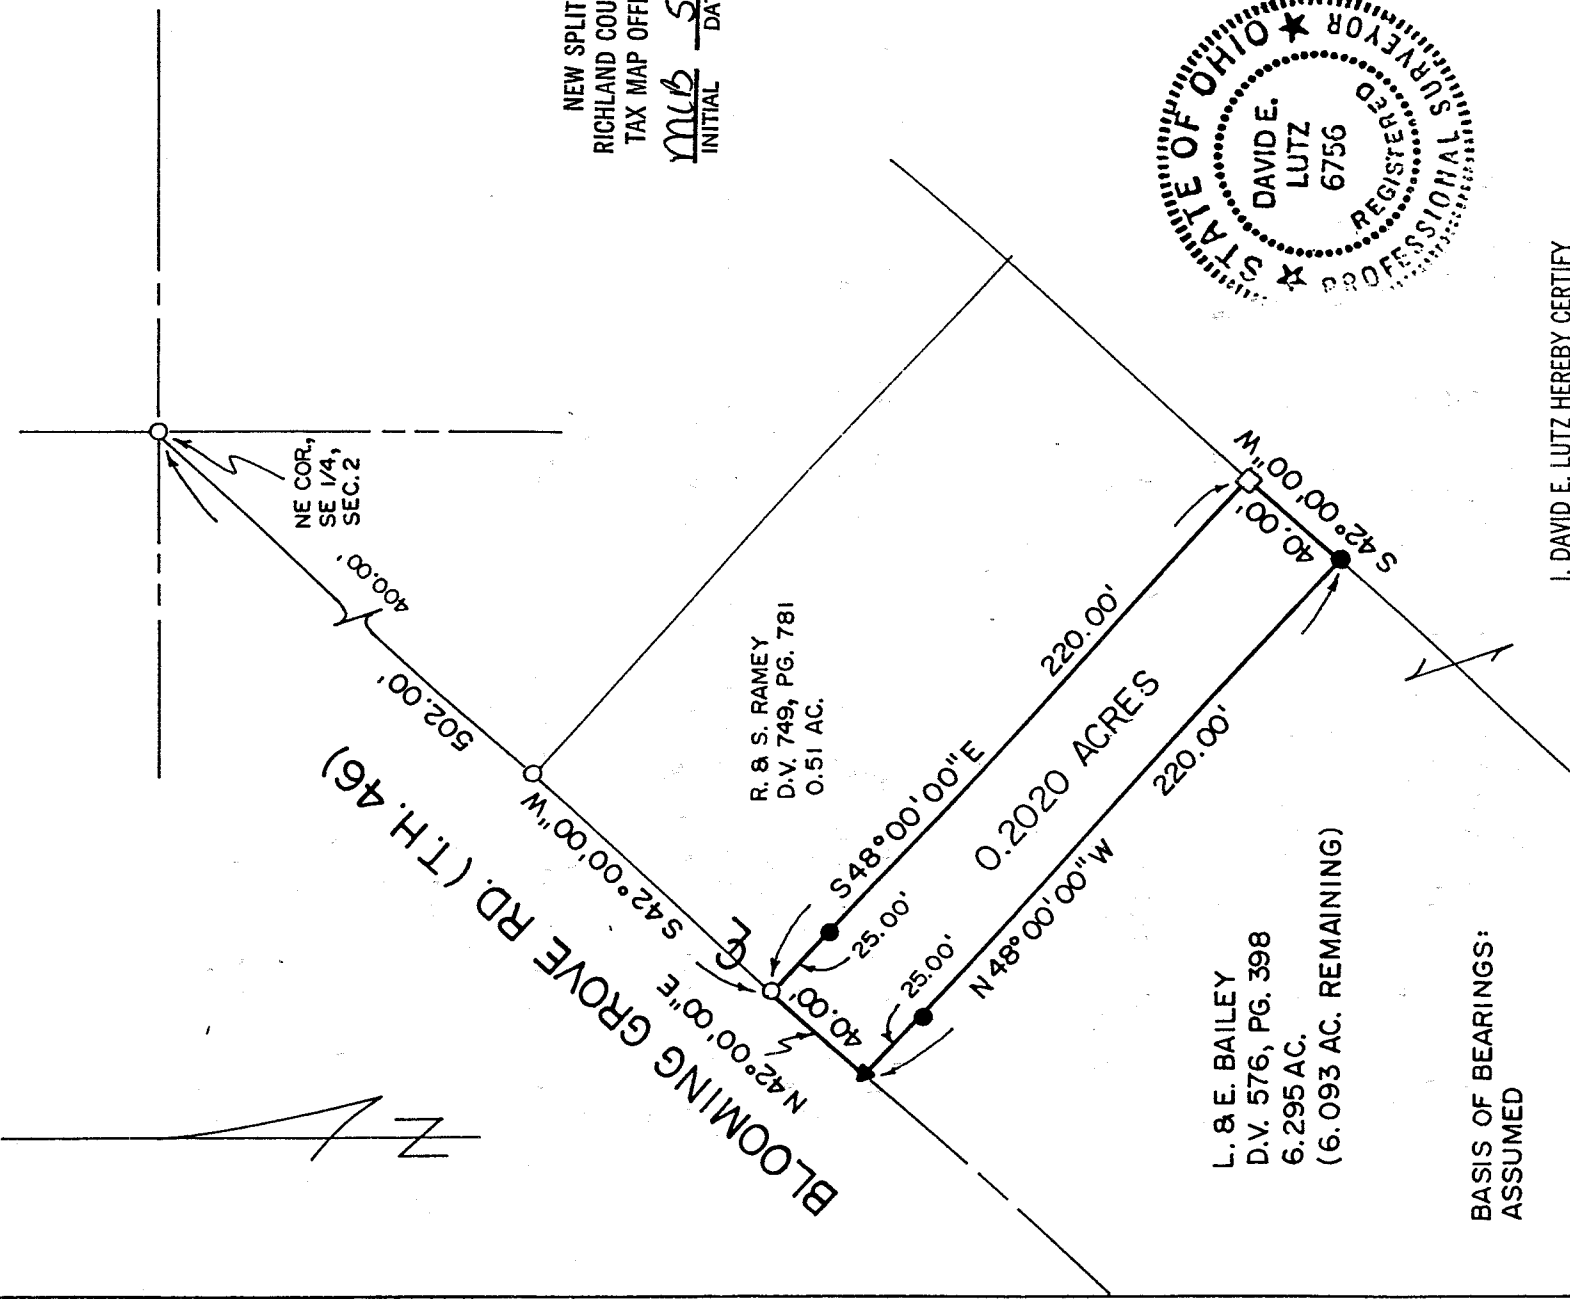 NEW SPLIT
RICHLAND COU
TAX MAP OFFI
MLB S
INITIAL DA
STATE OF OHIO
DAVID E.
LUTZ
6756
REGISTERED
PROFESSIONAL SURVEYOR
NE COR.,
SE 1/4,
SEC. 2
400.00'
502.00'
BLOOMING GROVE RD. (T.H. 46)
S42°00'00"W
R. & S. RAMEY
D.V. 749, PG. 781
0.51 AC.
N42°00'00"E
40.00'
S48°00'00"E
220.00'
25.00'
0.2020 ACRES
25.00'
N48°00'00"W
220.00'
40.00'
S42°00'00"W
L. & E. BAILEY
D.V. 576, PG. 398
6.295 AC.
(6.093 AC. REMAINING)
BASIS OF BEARINGS:
ASSUMED
I, DAVID E. LUTZ HEREBY CERTIFY
N